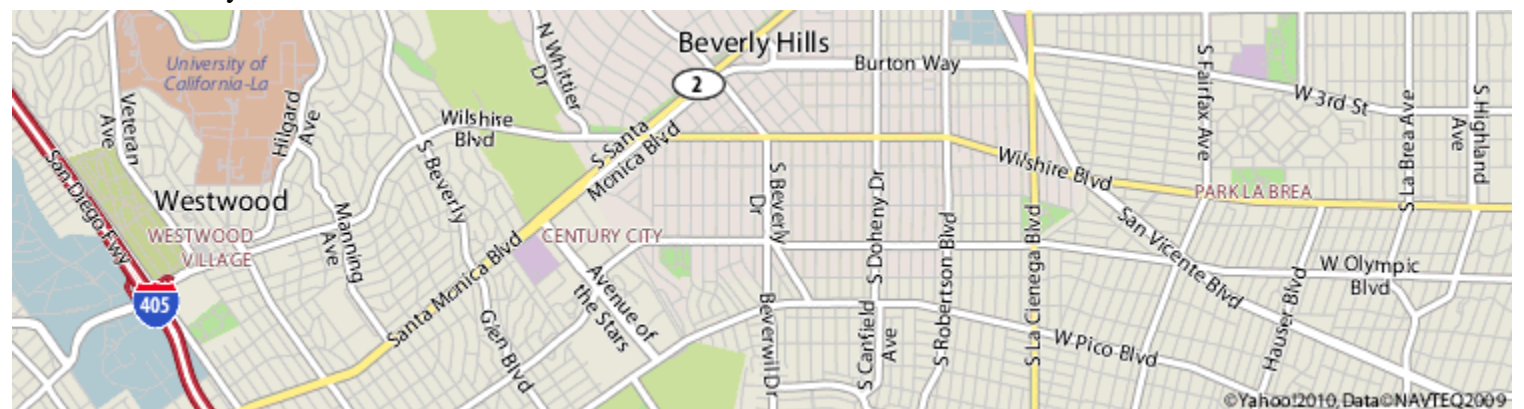 University of
California-La
N Whittier
Dr
Beverly Hills
2
Burton Way
S Fairfax Ave
W 3rd St
S La Brea Ave
S Highland
Ave
Veteran
Ave
Hilgard
Ave
Wilshire
Blvd
S Santa
Monica Blvd
San Diego Fwy
Westwood
WESTWOOD
VILLAGE
S Beverly
Glen Blvd
Manning
Ave
CENTURY CITY
S Beverly
Dr
S Doheny Dr
S Robertson Blvd
S La Cienega Blvd
Wilshire Blvd
PARK LA BREA
San Vicente Blvd
W Olympic
Blvd
405
Santa Monica Blvd
Avenue of
the Stars
Beverwil Dr
S Canfield
Ave
W Pico Blvd
Hauser Blvd
©Yahoo!2010, Data©NAVTEQ2009